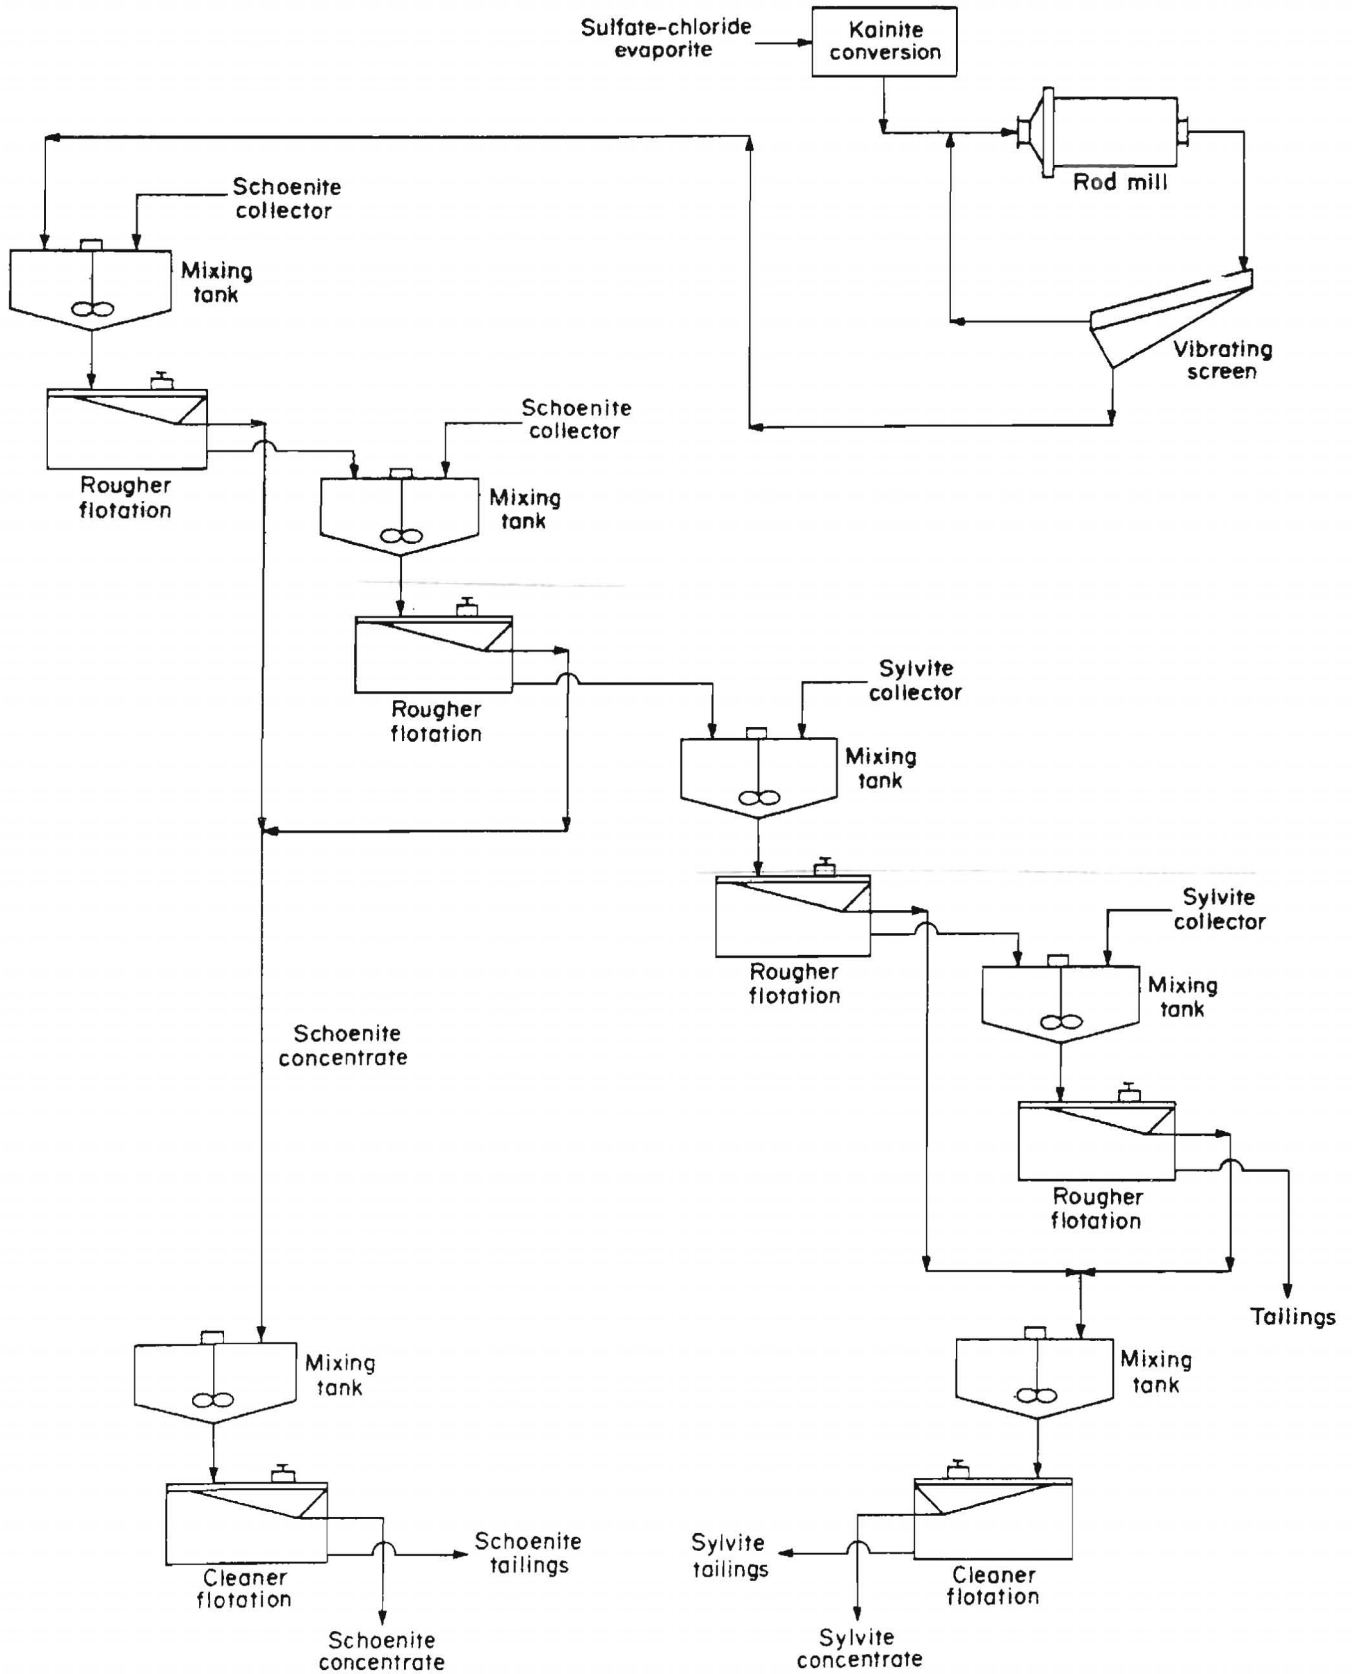 Sulfate-chloride
evaporite
Kainite
conversion
Rod mill
Schoenite
collector
Mixing
tank
Vibrating
screen
Rougher
flotation
Schoenite
collector
Mixing
tank
Rougher
flotation
Sylvite
collector
Mixing
tank
Rougher
flotation
Sylvite
collector
Mixing
tank
Schoenite
concentrate
Rougher
flotation
Tailings
Mixing
tank
Mixing
tank
Schoenite
tailings
Sylvite
tailings
Cleaner
flotation
Cleaner
flotation
Schoenite
concentrate
Sylvite
concentrate